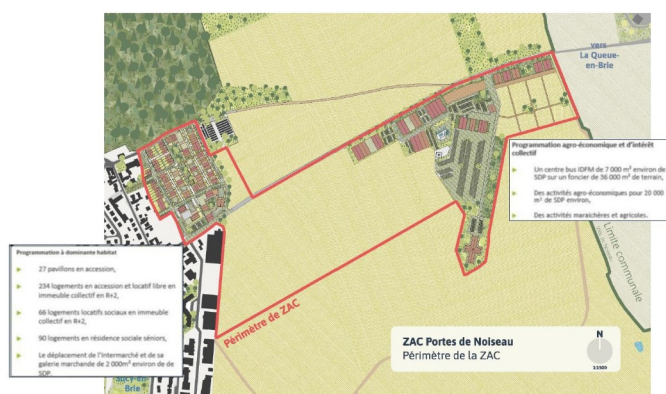 vers
La Queue-
en-Brie
Programmation agro-économique et d'intérêt
collectif
► Un centre bus IDFM de 7 000 m² environ de
SDP sur un foncier de 36 000 m² de terrain,
► Des activités agro-économiques pour 20 000
m² de SDP environ,
► Des activités maraichères et agricoles.
Limite communale
Programmation à dominante habitat
► 27 pavillons en accession,
► 234 logements en accession et locatif libre en
immeuble collectif en R+2,
► 66 logements locatifs sociaux en immeuble
collectif en R+2,
► 90 logements en résidence sociale séniors,
► Le déplacement de l'intermarché et de sa
galerie marchande de 2 000m² environ de de
SDP.
Périmètre de ZAC
ZAC Portes de Noiseau
Périmètre de la ZAC
N
Sucy-en-
Brie